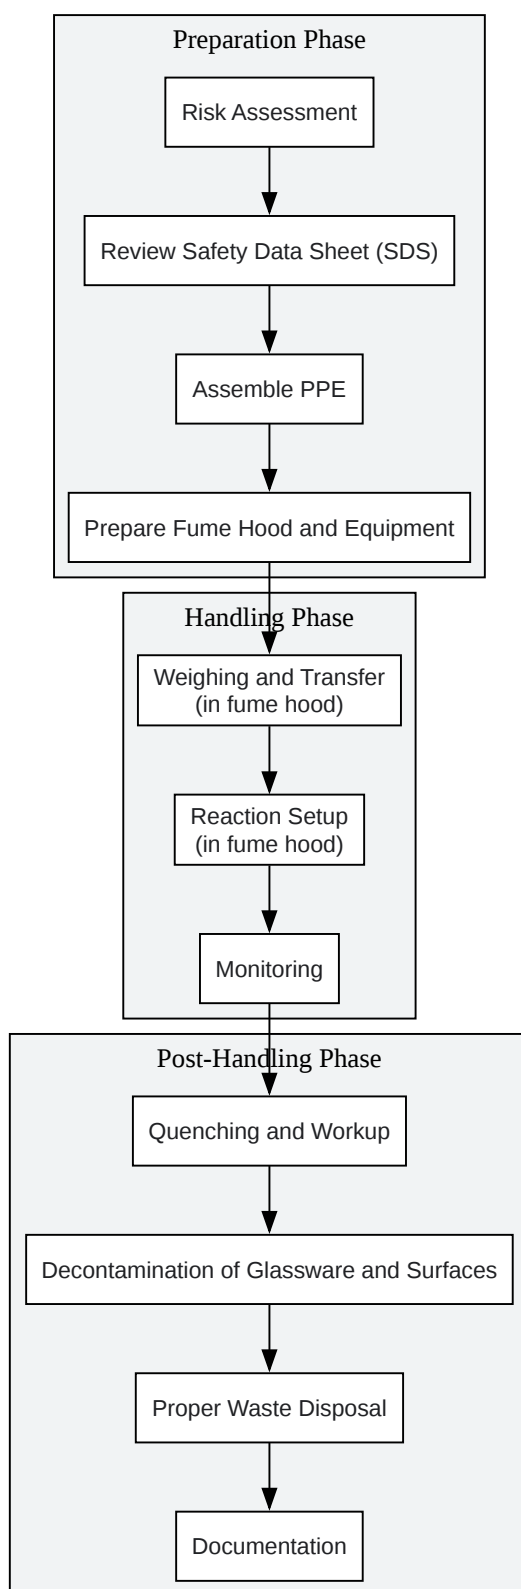 Preparation Phase
Risk Assessment
Review Safety Data Sheet (SDS)
Assemble PPE
Prepare Fume Hood and Equipment
Handling Phase
Weighing and Transfer
(in fume hood)
Reaction Setup
(in fume hood)
Monitoring
Post-Handling Phase
Quenching and Workup
Decontamination of Glassware and Surfaces
Proper Waste Disposal
Documentation